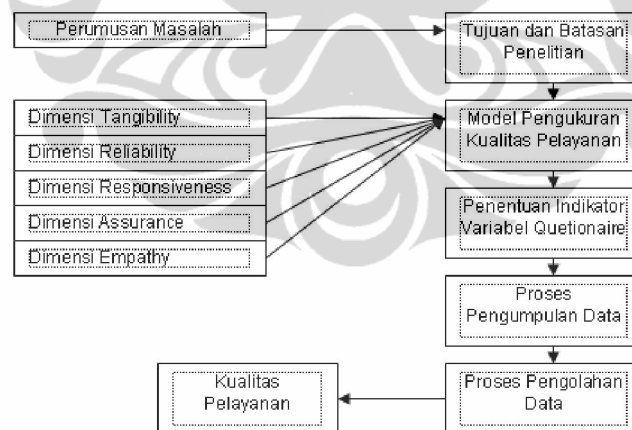 Perumusan Masalah
Tujuan dan Batasan
Penelitian
Dimensi Tangibility
Dimensi Reliability
Dimensi Responsiveness
Dimensi Assurance
Dimensi Empathy
Model Pengukuran
Kualitas Pelayanan
Penentuan Indikator
Variabel Quetionaire
Proses
Pengumpulan Data
Proses Pengolahan
Data
Kualitas
Pelayanan